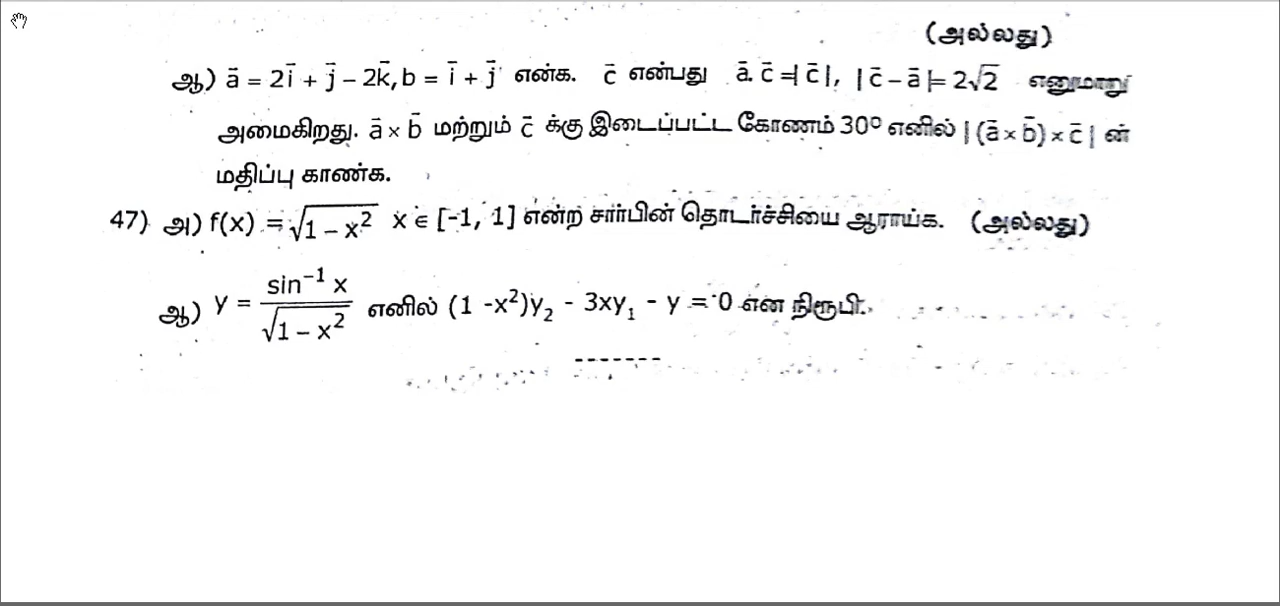 (அல்லது)
ஆ) a̅ = 2i̅ + j̅ – 2k̅, b = i̅ + j̅ என்க. c̅ என்பது a̅. c̅ =| c̅ |, | c̅ – a̅ |= 2√2 எனுமாறு
அமைகிறது. a̅ × b̅ மற்றும் c̅ க்கு இடைப்பட்ட கோணம் 30° எனில் | (a̅ × b̅) × c̅ | ன்
மதிப்பு காண்க.
47) அ) f(x) = √1 – x² x ∈ [-1, 1] என்ற சார்பின் தொடர்ச்சியை ஆராய்க. (அல்லது)
ஆ) y = sin⁻¹ x / √1 – x² எனில் (1 -x²)y₂ - 3xy₁ - y = 0 என நிரூபி.
-------